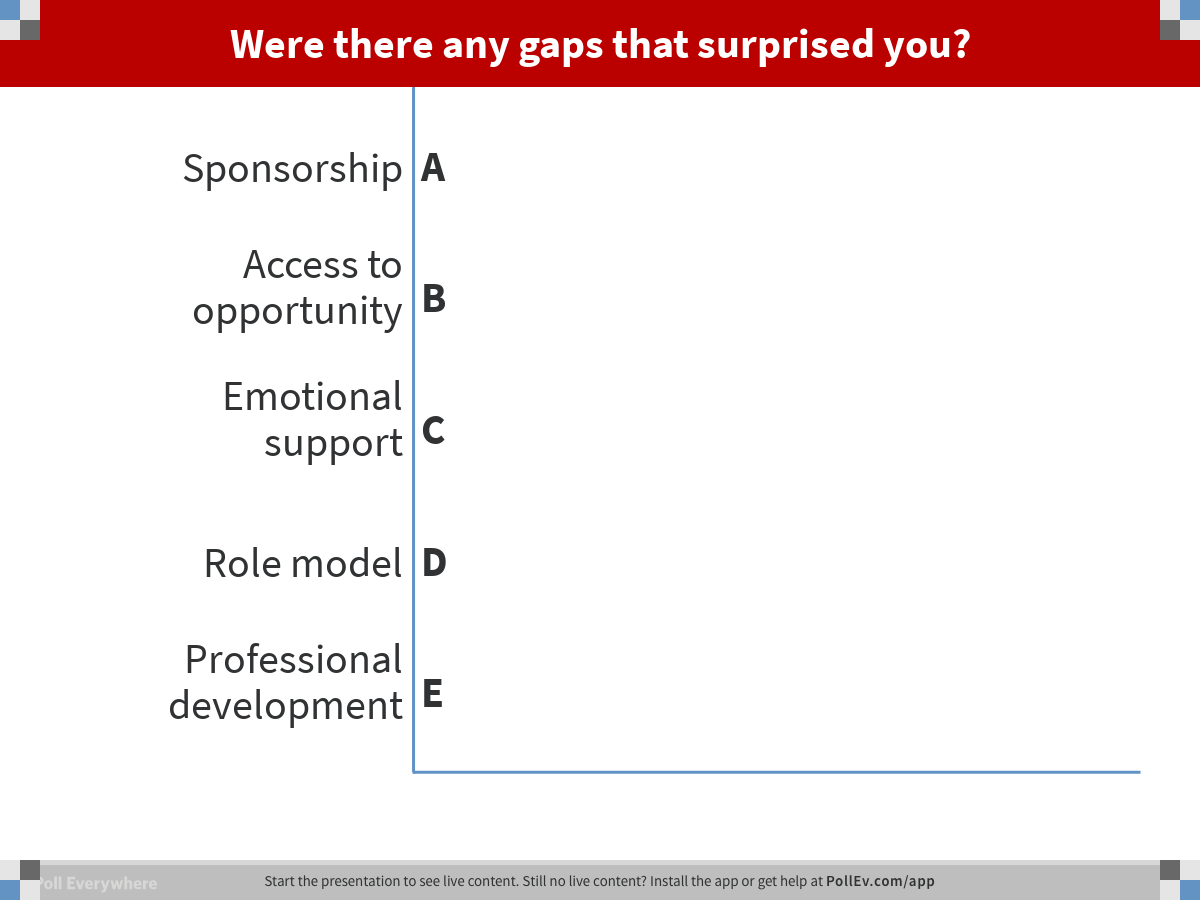 Were there any gaps that surprised you?
Sponsorship A
Access to
opportunity B
Emotional
support C
Role model D
Professional
development E
Poll Everywhere
Start the presentation to see live content. Still no live content? Install the app or get help at PollEv.com/app